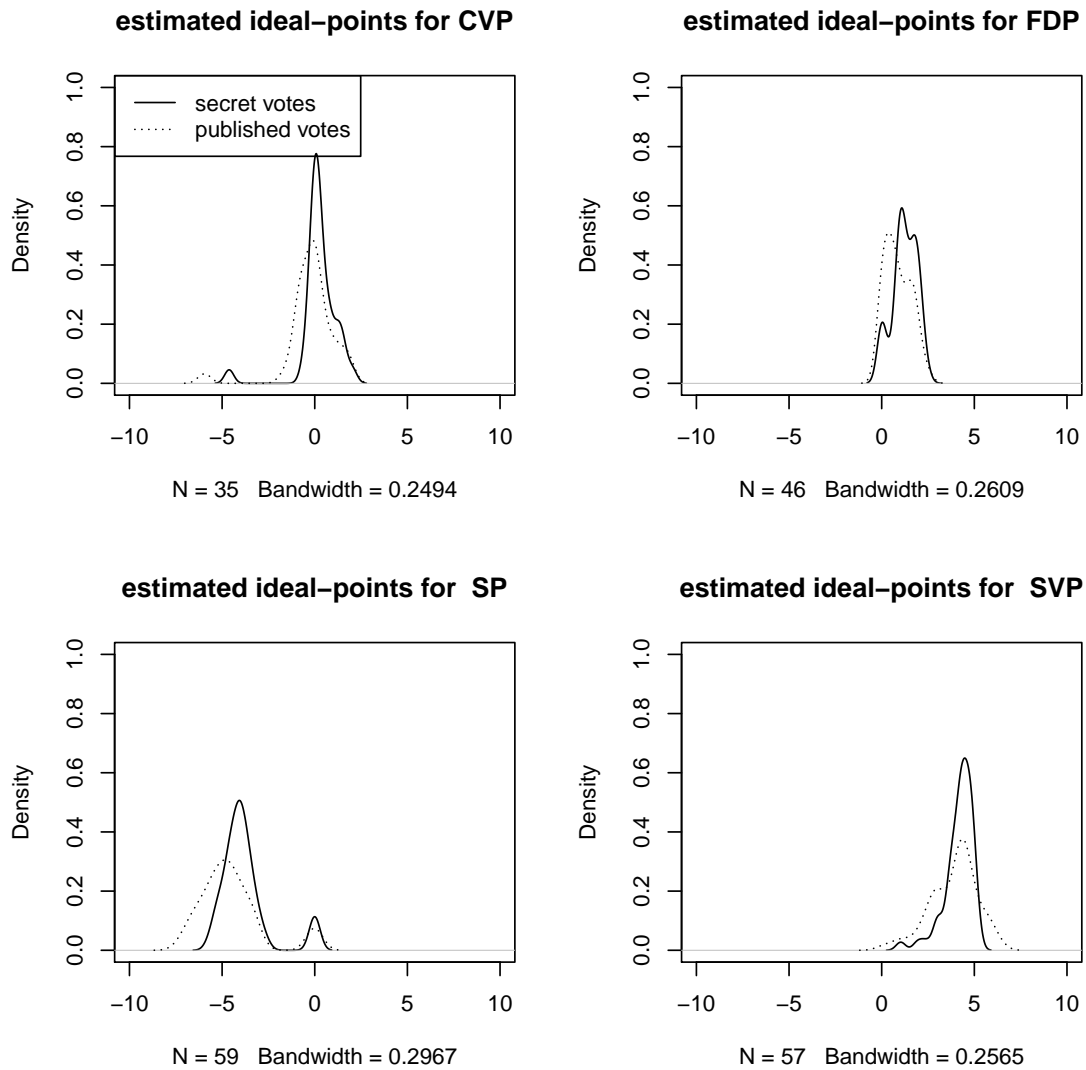 estimated ideal–points for CVP
Density
0.0 0.2 0.4 0.6 0.8 1.0
secret votes
published votes
−10 −5 0 5 10
N = 35 Bandwidth = 0.2494
estimated ideal–points for FDP
Density
0.0 0.2 0.4 0.6 0.8 1.0
−10 −5 0 5 10
N = 46 Bandwidth = 0.2609
estimated ideal–points for SP
Density
0.0 0.2 0.4 0.6 0.8 1.0
−10 −5 0 5 10
N = 59 Bandwidth = 0.2967
estimated ideal–points for SVP
Density
0.0 0.2 0.4 0.6 0.8 1.0
−10 −5 0 5 10
N = 57 Bandwidth = 0.2565